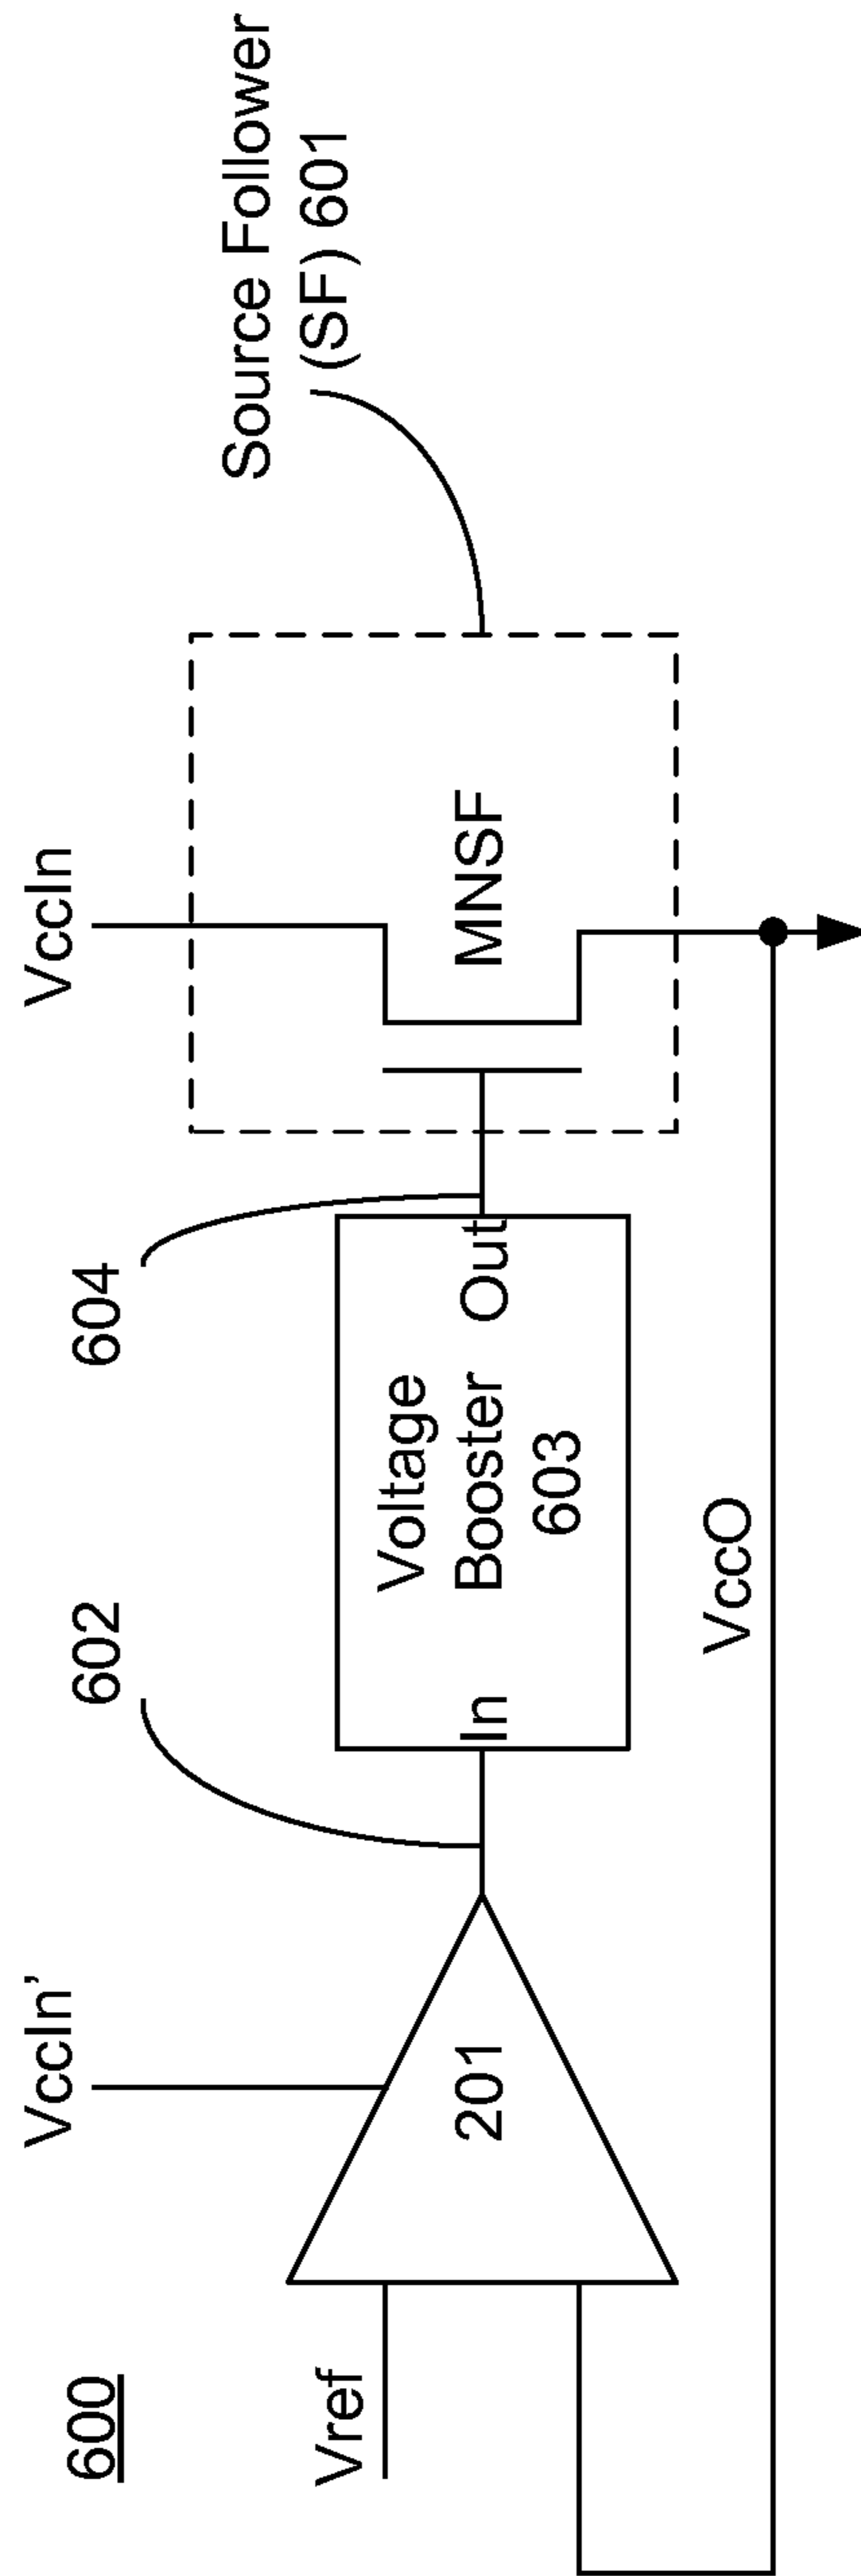 600
VccIn’
VccIn
Source Follower
(SF) 601
602
604
Vref
201
In
Voltage
Booster
603
Out
MNSF
VccO